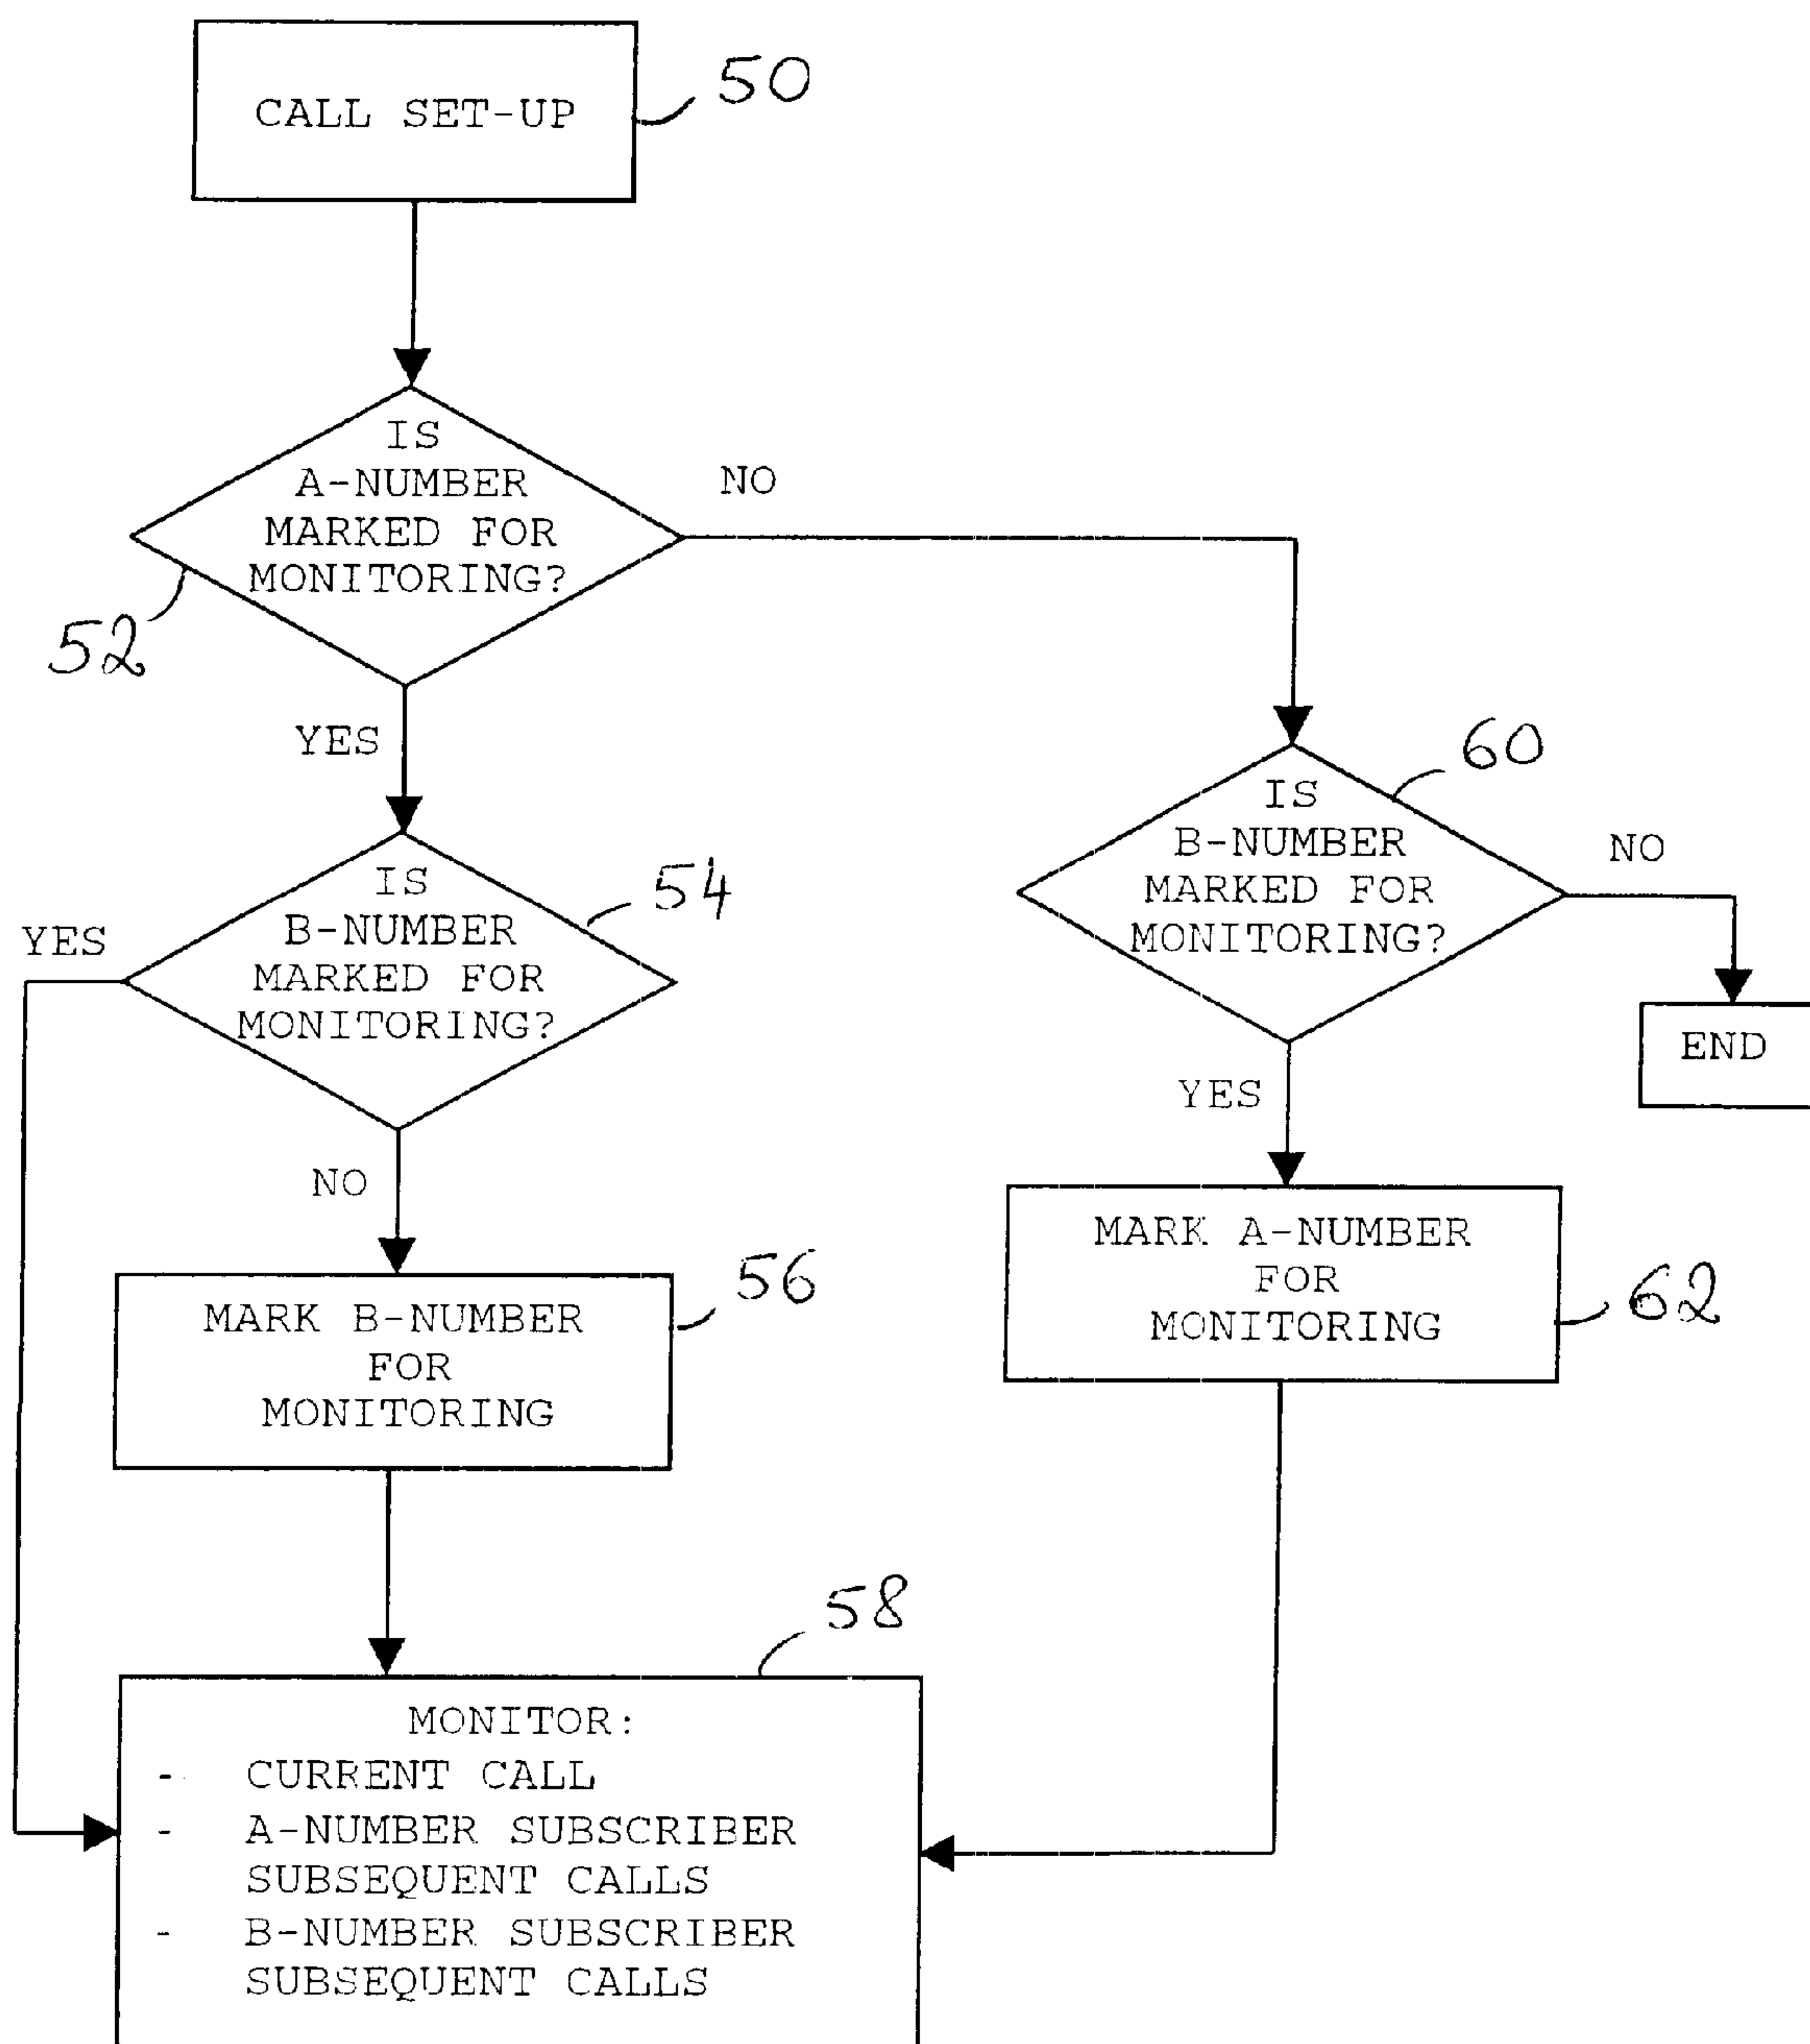 CALL SET-UP
50
IS
A-NUMBER
MARKED FOR
MONITORING?
NO
52
YES
IS
B-NUMBER
MARKED FOR
MONITORING?
54
YES
NO
60
IS
B-NUMBER
MARKED FOR
MONITORING?
NO
END
YES
MARK B-NUMBER
FOR
MONITORING
56
MARK A-NUMBER
FOR
MONITORING
62
58
MONITOR:
- CURRENT CALL
- A-NUMBER SUBSCRIBER
SUBSEQUENT CALLS
- B-NUMBER SUBSCRIBER
SUBSEQUENT CALLS